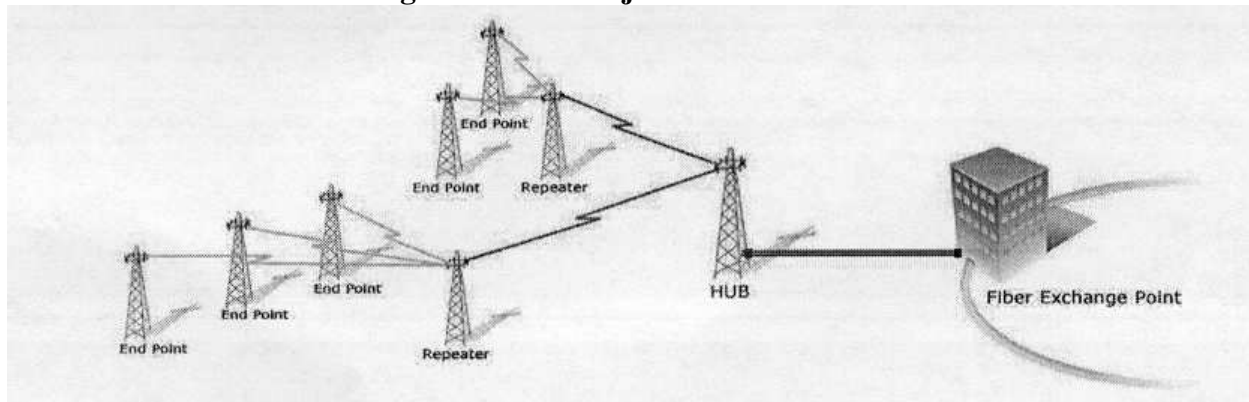 End Point
End Point
Repeater
End Point
End Point
End Point
Repeater
HUB
Fiber Exchange Point